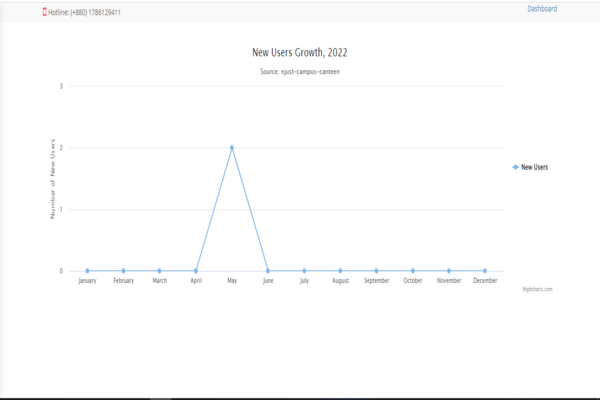 Hotline: (+880) 1786129411
Dashboard
New Users Growth, 2022
Source: njust-campus-canteen
Number of New Users
3
2
1
0
January February March April May June July August September October November December
New Users
Highcharts.com